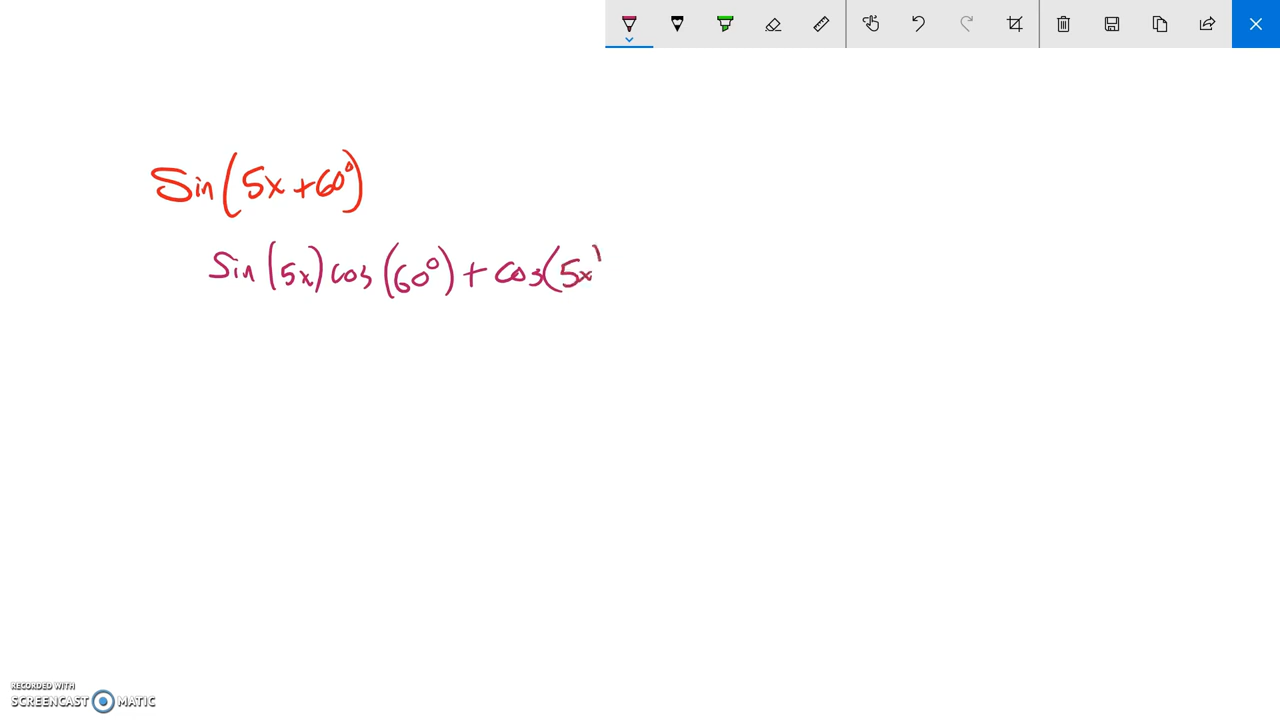 Sin(5x+60°)
Sin(5x)cos(60°)+cos(5x)
RECORDED WITH
SCREENCAST MATIC